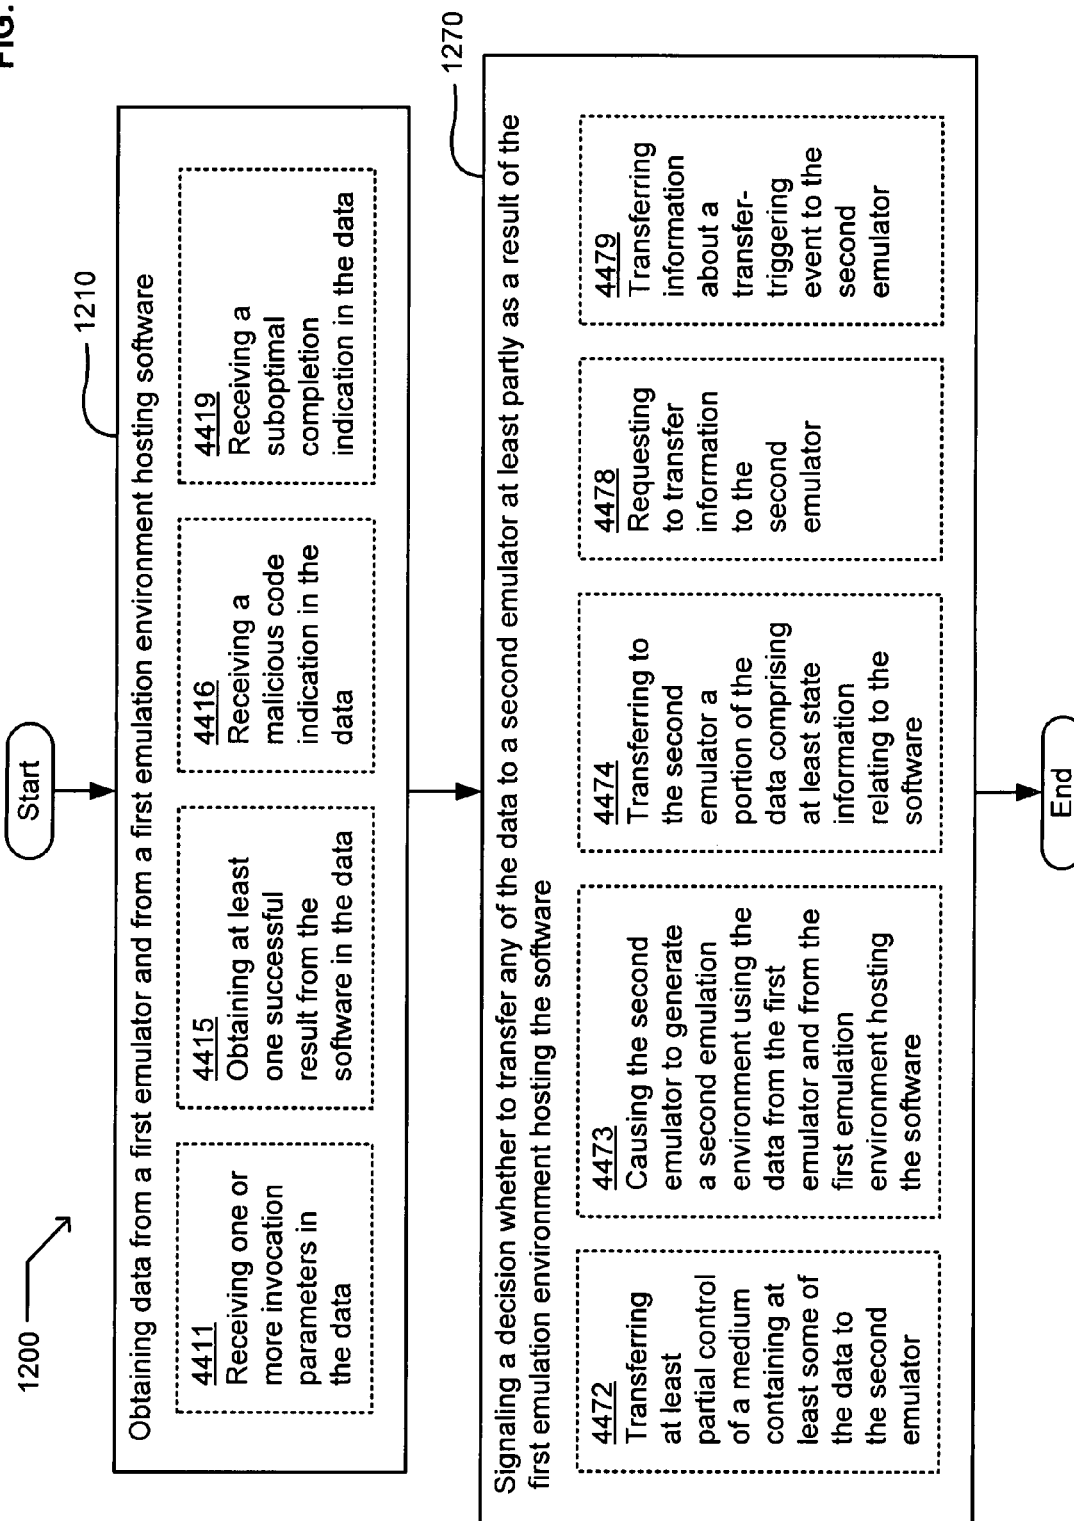 FIG.
1200
Start
1210
Obtaining data from a first emulator and from a first emulation environment hosting software
4411
Receiving one or
more invocation
parameters in
the data
4415
Obtaining at least
one successful
result from the
software in the data
4416
Receiving a
malicious code
indication in the
data
4419
Receiving a
suboptimal
completion
indication in the data
1270
Signaling a decision whether to transfer any of the data to a second emulator at least partly as a result of the
first emulation environment hosting the software
4472
Transferring
at least
partial control
of a medium
containing at
least some of
the data to
the second
emulator
4473
Causing the second
emulator to generate
a second emulation
environment using the
data from the first
emulator and from the
first emulation
environment hosting
the software
4474
Transferring to
the second
emulator a
portion of the
data comprising
at least state
information
relating to the
software
4478
Requesting
to transfer
information
to the
second
emulator
4479
Transferring
information
about a
transfer-
triggering
event to the
second
emulator
End